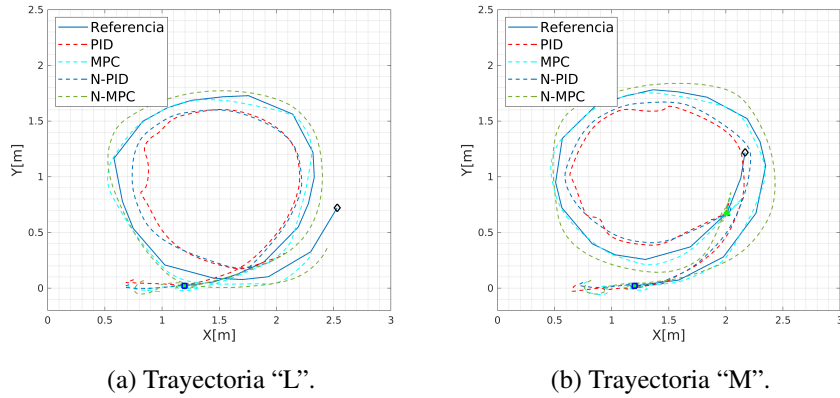 2.5
Referencia
PID
MPC
N-PID
N-MPC
2
1.5
1
0.5
0
Y[m]
0 0.5 1 1.5 2 2.5 3
X[m]
(a) Trayectoria “L”.
2.5
Referencia
PID
MPC
N-PID
N-MPC
2
1.5
1
0.5
0
Y[m]
0 0.5 1 1.5 2 2.5 3
X[m]
(b) Trayectoria “M”.